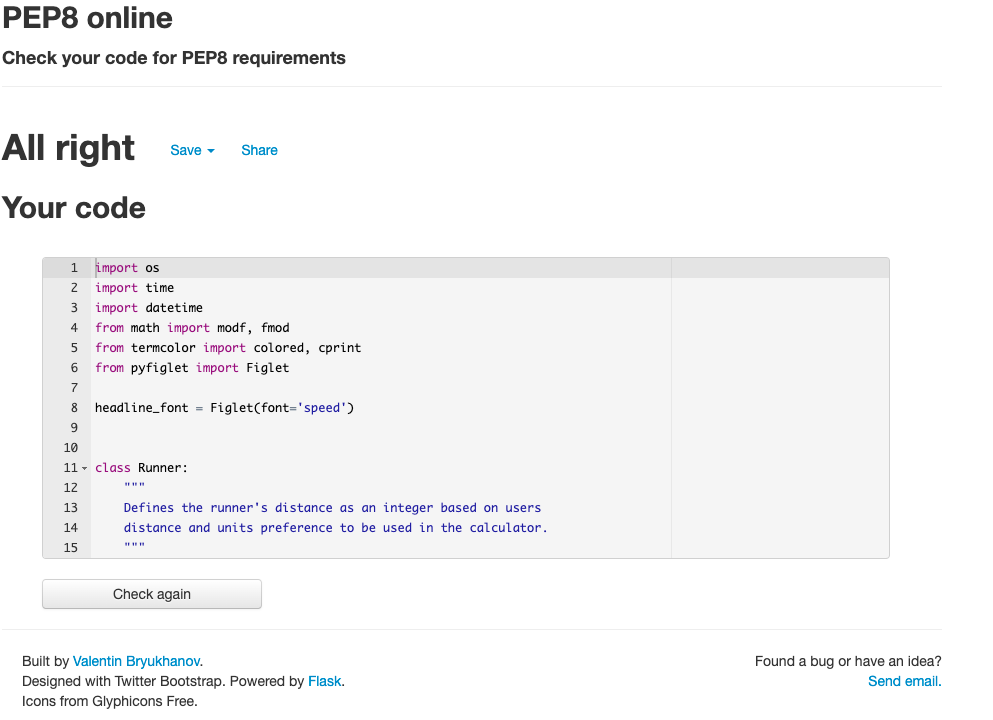 PEP8 online
Check your code for PEP8 requirements
All right Save Share
Your code
1 import os
2 import time
3 import datetime
4 from math import modf, fmod
5 from termcolor import colored, cprint
6 from pyfiglet import Figlet
7
8 headline_font = Figlet(font='speed')
9
10
11 class Runner:
12 """
13 Defines the runner's distance as an integer based on users
14 distance and units preference to be used in the calculator.
15 """
Check again
Built by Valentin Bryukhanov.
Designed with Twitter Bootstrap. Powered by Flask.
Icons from Glyphicons Free.
Found a bug or have an idea?
Send email.